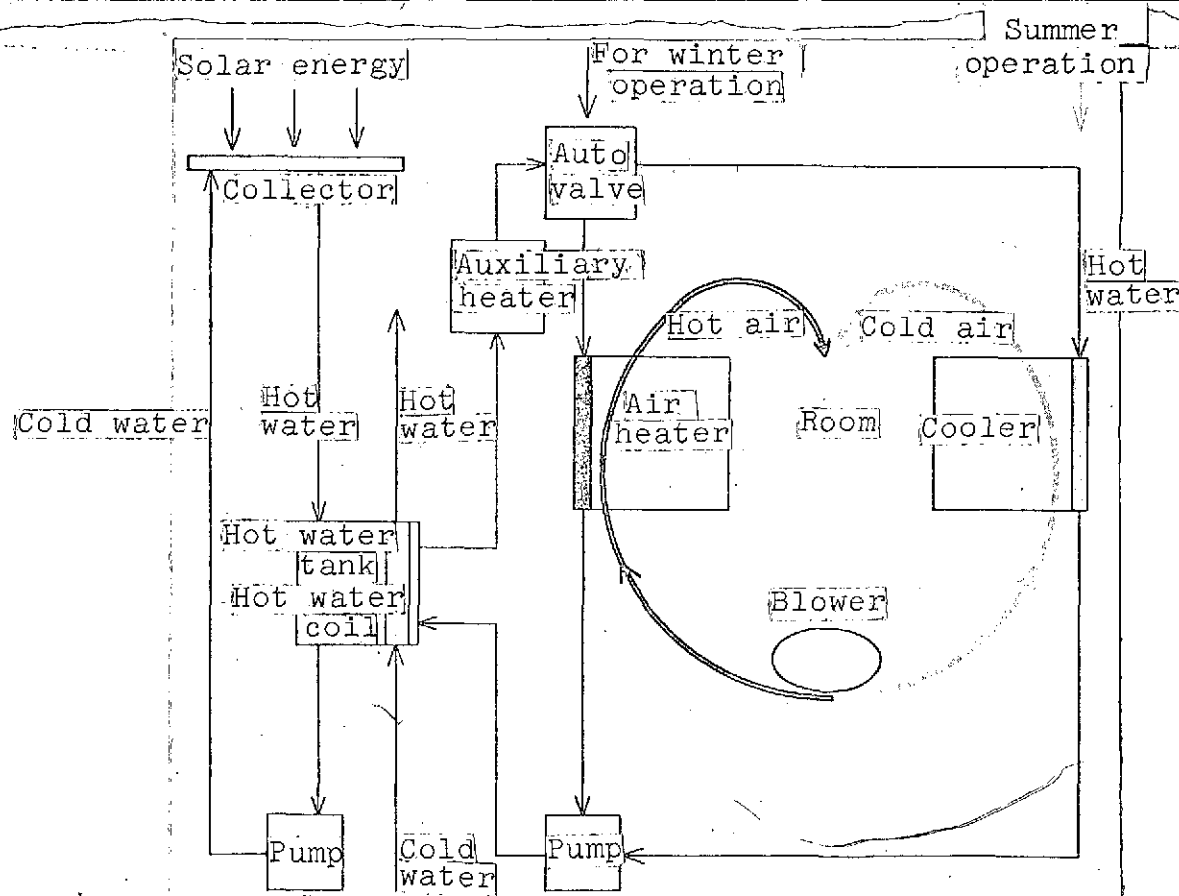 Summer
operation
Solar energy
For winter
operation
Auto
valve
Collector
Auxiliary
heater
Hot
water
Hot air
Cold air
Cold water
Hot
water
Hot
water
Air
heater
Room
Cooler
Hot water
tank
Hot water
coil
Blower
Pump
Cold
water
Pump